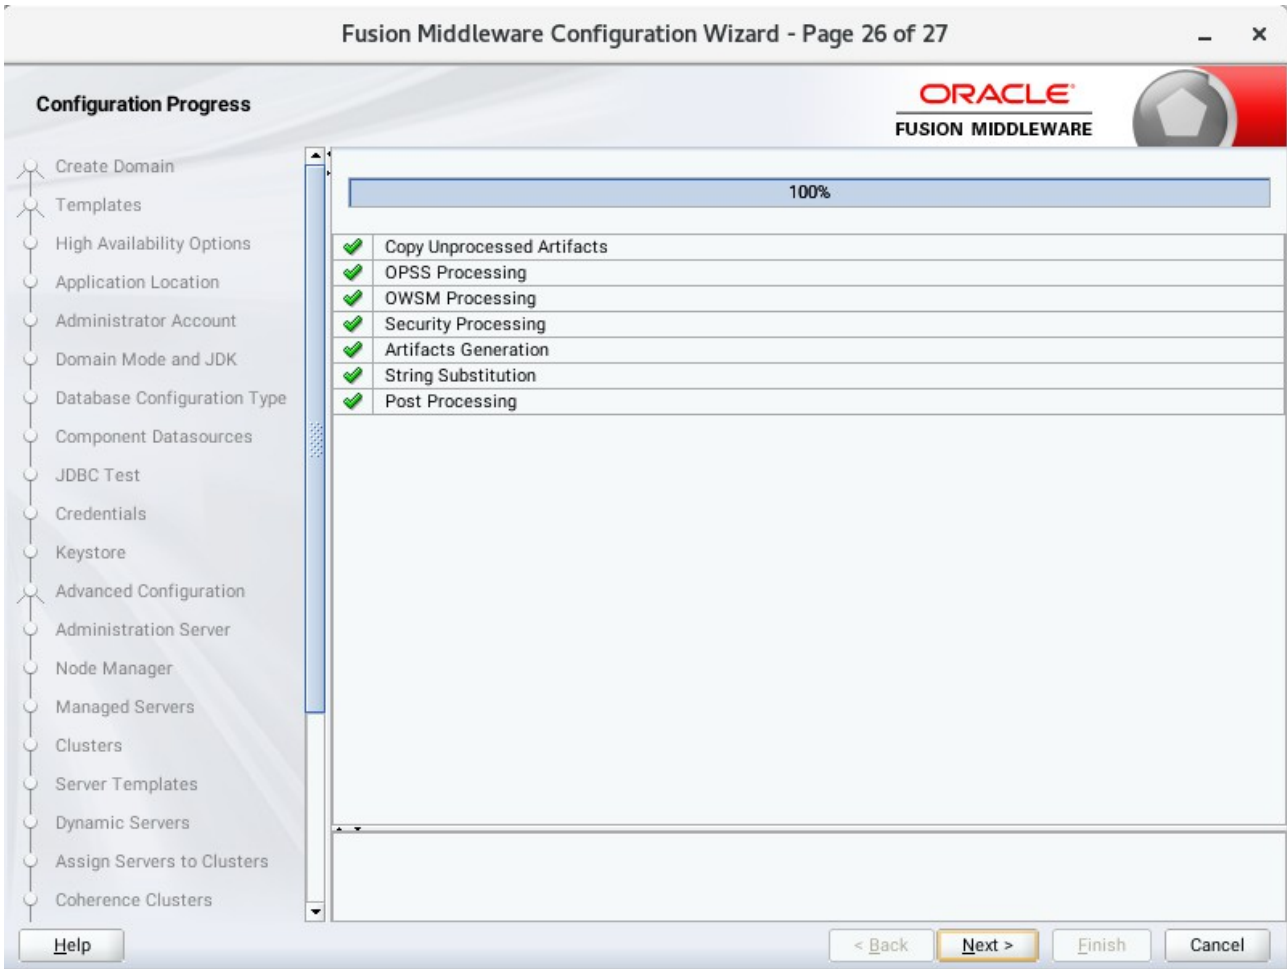 Fusion Middleware Configuration Wizard - Page 26 of 27
Configuration Progress
ORACLE
FUSION MIDDLEWARE
Create Domain
Templates
High Availability Options
Application Location
Administrator Account
Domain Mode and JDK
Database Configuration Type
Component Datasources
JDBC Test
Credentials
Keystore
Advanced Configuration
Administration Server
Node Manager
Managed Servers
Clusters
Server Templates
Dynamic Servers
Assign Servers to Clusters
Coherence Clusters
100%
Copy Unprocessed Artifacts
OPSS Processing
OWSM Processing
Security Processing
Artifacts Generation
String Substitution
Post Processing
Help
< Back
Next >
Finish
Cancel